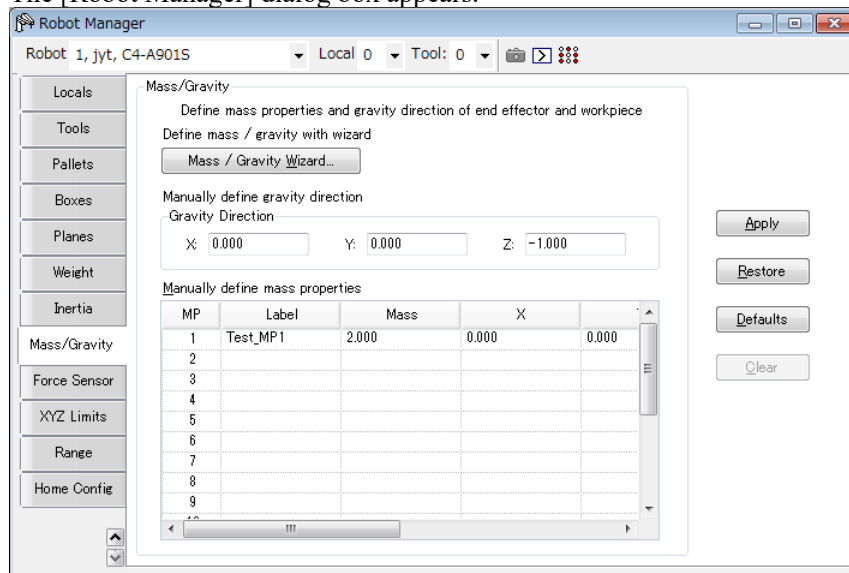 The [Robot Manager] dialog box appears.
Robot Manager
Robot 1, jyt, C4-A901S Local 0 Tool: 0
Locals
Tools
Pallets
Boxes
Planes
Weight
Inertia
Mass/Gravity
Force Sensor
XYZ Limits
Range
Home Config
Mass/Gravity
Define mass properties and gravity direction of end effector and workpiece
Define mass / gravity with wizard
Mass / Gravity Wizard...
Manually define gravity direction
Gravity Direction
X: 0.000 Y: 0.000 Z: -1.000
Manually define mass properties
MP Label Mass X
1 Test_MP1 2.000 0.000 0.000
2
3
4
5
6
7
8
9
Apply
Restore
Defaults
Clear